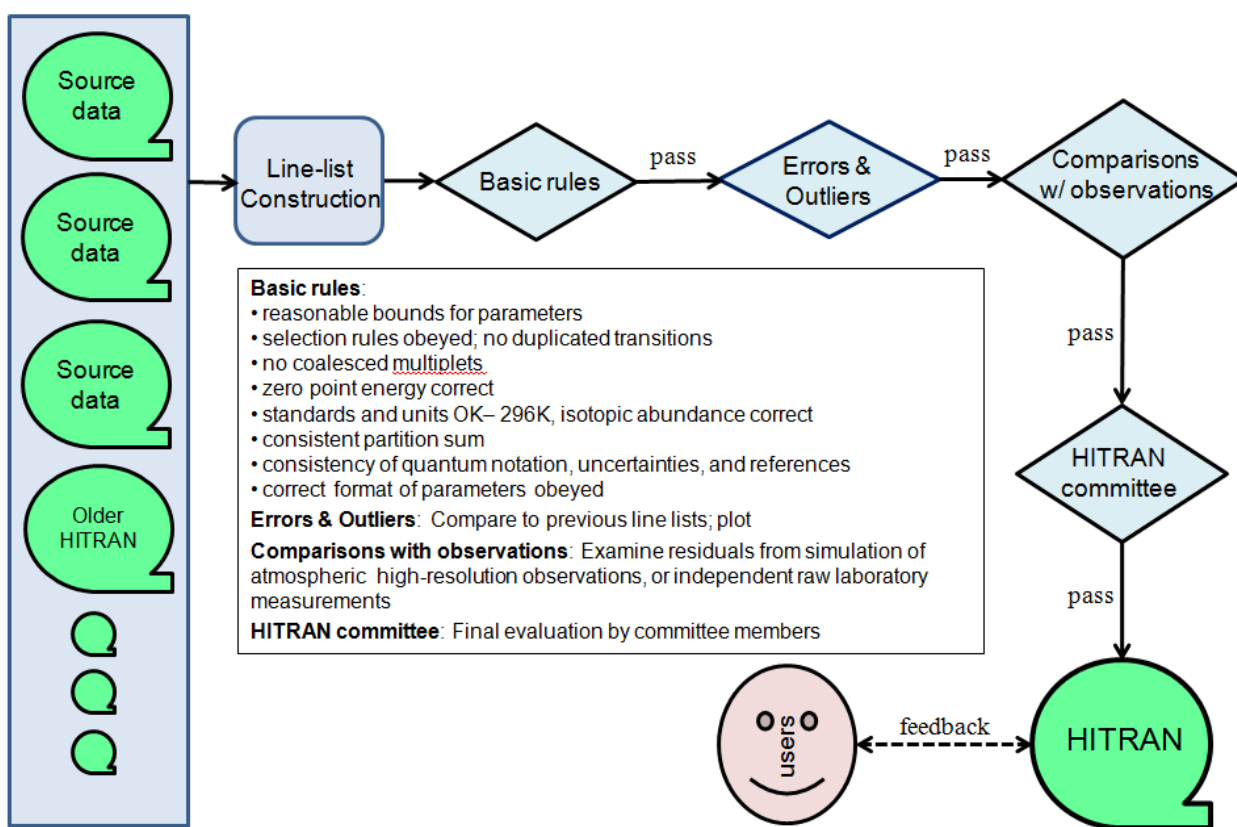 Source
data
Source
data
Source
data
Older
HITRAN
Line-list
Construction
Basic rules
pass
Errors &
Outliers
pass
Comparisons
w/ observations
pass
HITRAN
committee
pass
HITRAN
feedback
users
Basic rules:
• reasonable bounds for parameters
• selection rules obeyed; no duplicated transitions
• no coalesced multiplets
• zero point energy correct
• standards and units OK– 296K, isotopic abundance correct
• consistent partition sum
• consistency of quantum notation, uncertainties, and references
• correct format of parameters obeyed
Errors & Outliers: Compare to previous line lists; plot
Comparisons with observations: Examine residuals from simulation of
atmospheric high-resolution observations, or independent raw laboratory
measurements
HITRAN committee: Final evaluation by committee members